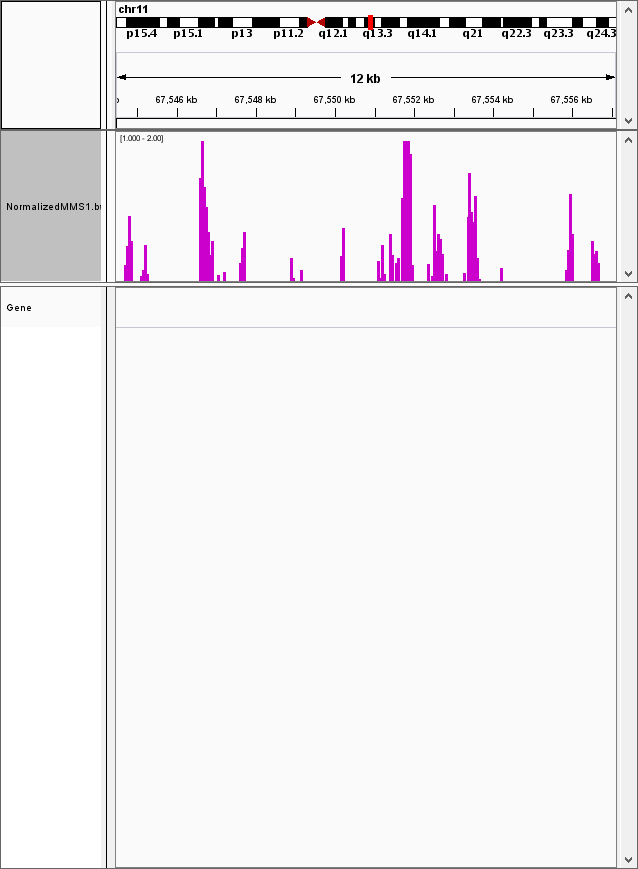 chr11
p15.4 p15.1 p13 p11.2 q12.1 q13.3 q14.1 q21 q22.3 q23.3 q24.3
12 kb
67,546 kb 67,548 kb 67,550 kb 67,552 kb 67,554 kb 67,556 kb
[1.000 - 2.00]
NormalizedMMS1.b
Gene